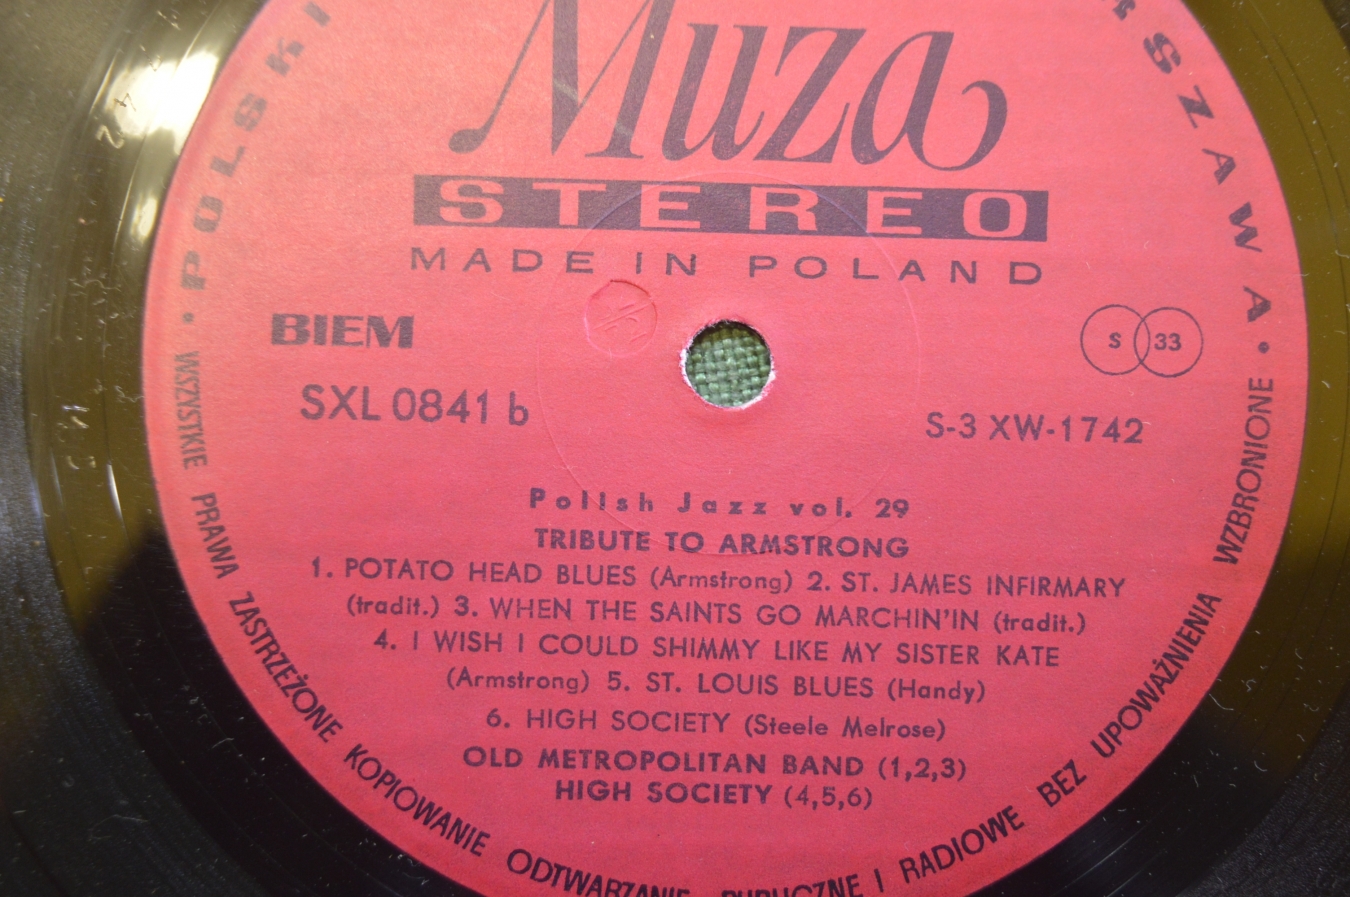 Muza
STEREO
MADE IN POLAND
BIEM
S 33
SXL 0841 b
S-3 XW-1742
Polish Jazz vol. 29
TRIBUTE TO ARMSTRONG
1. POTATO HEAD BLUES (Armstrong) 2. ST. JAMES INFIRMARY
(tradit.) 3. WHEN THE SAINTS GO MARCHIN'IN (tradit.)
4. I WISH I COULD SHIMMY LIKE MY SISTER KATE
(Armstrong) 5. ST. LOUIS BLUES (Handy)
6. HIGH SOCIETY (Steele Melrose)
OLD METROPOLITAN BAND (1,2,3)
HIGH SOCIETY (4,5,6)
• POLSKI
SZAWA •
WSZYSTKIE PRAWA ZASTRZEŻONE KOPIOWANIE ODTWARZANIE PUBLICZNE I RADIOWE BEZ UPOWAŻNIENIA WZBRONIONE